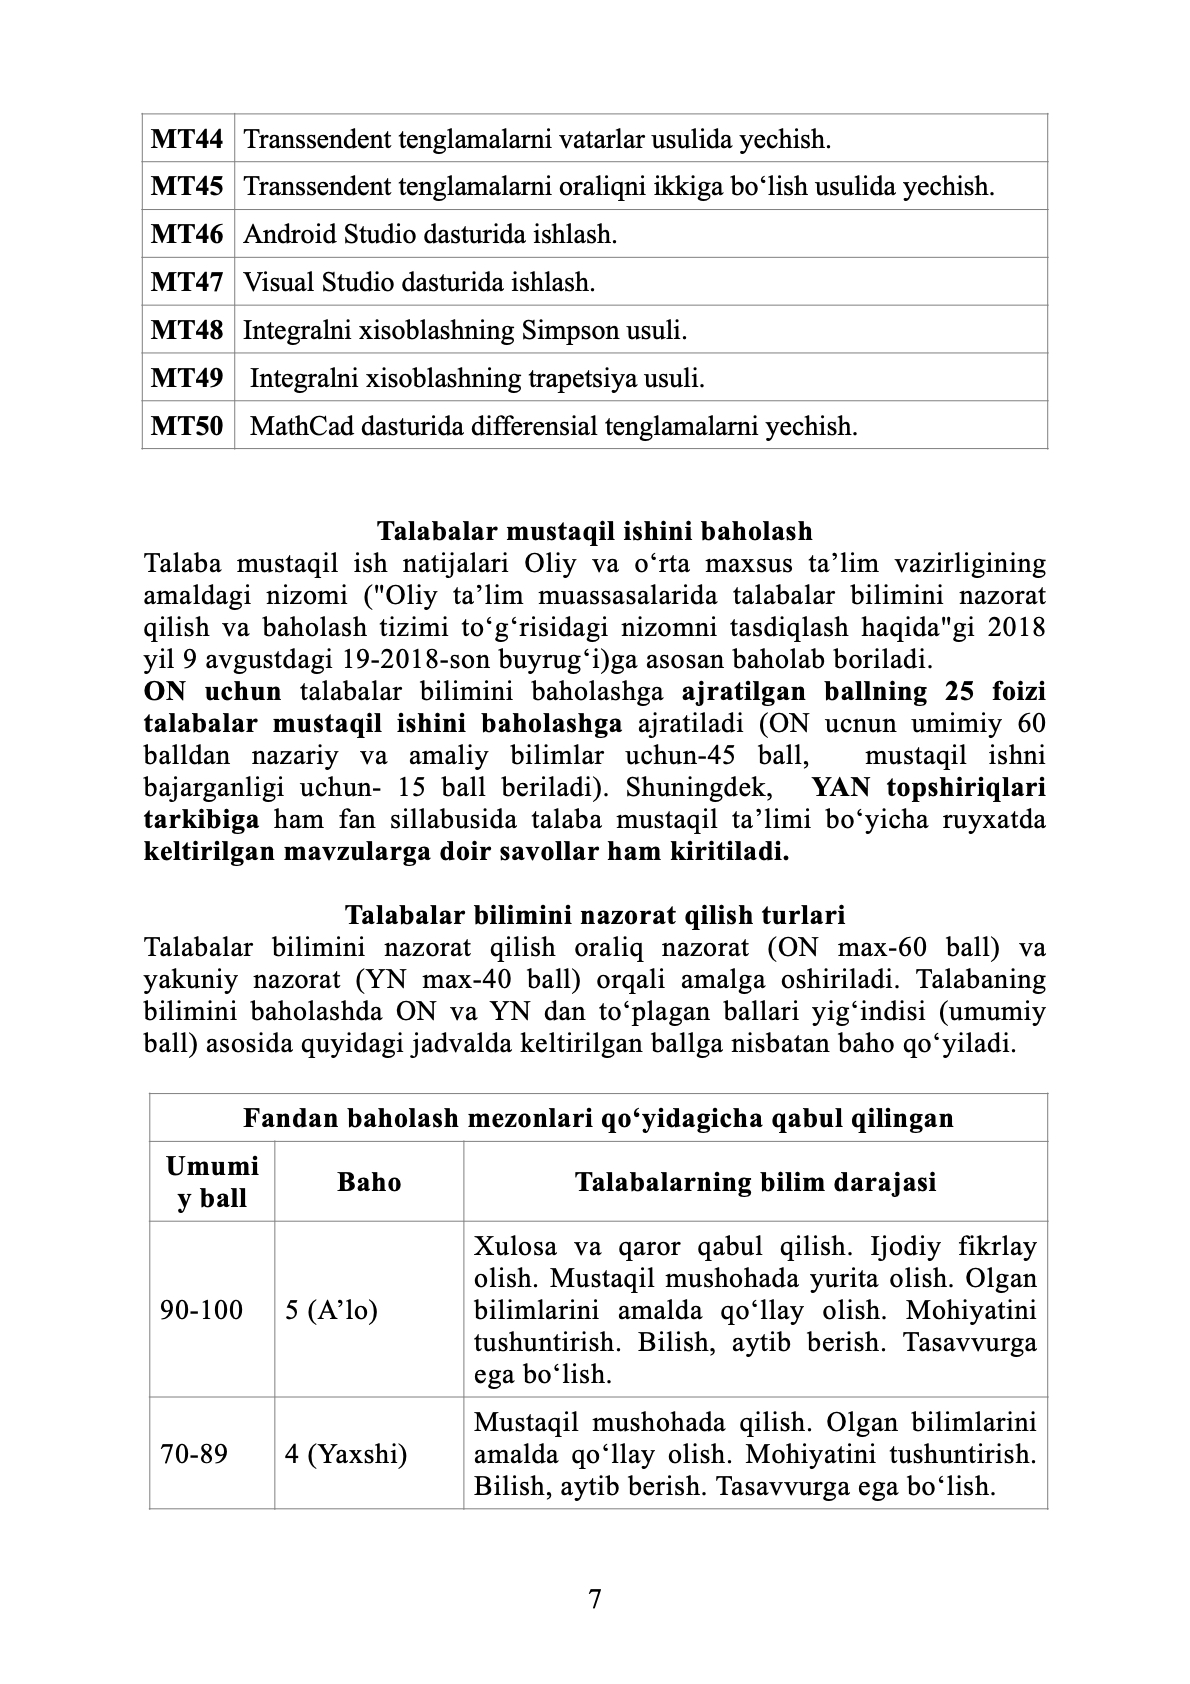 MT44 Transsendent tenglamalarni vatarlar usulida yechish.
MT45 Transsendent tenglamalarni oraliqni ikkiga bo‘lish usulida yechish.
MT46 Android Studio dasturida ishlash.
MT47 Visual Studio dasturida ishlash.
MT48 Integralni xisoblashning Simpson usuli.
MT49 Integralni xisoblashning trapetsiya usuli.
MT50 MathCad dasturida differensial tenglamalarni yechish.
Talabalar mustaqil ishini baholash
Talaba mustaqil ish natijalari Oliy va o‘rta maxsus ta’lim vazirligining
amaldagi nizomi ("Oliy ta’lim muassasalarida talabalar bilimini nazorat
qilish va baholash tizimi to‘g‘risidagi nizomni tasdiqlash haqida"gi 2018
yil 9 avgustdagi 19-2018-son buyrug‘i)ga asosan baholab boriladi.
ON uchun talabalar bilimini baholashga ajratilgan ballning 25 foizi
talabalar mustaqil ishini baholashga ajratiladi (ON ucnun umimiy 60
balldan nazariy va amaliy bilimlar uchun-45 ball, mustaqil ishni
bajarganligi uchun- 15 ball beriladi). Shuningdek, YAN topshiriqlari
tarkibiga ham fan sillabusida talaba mustaqil ta’limi bo‘yicha ruyxatda
keltirilgan mavzularga doir savollar ham kiritiladi.
Talabalar bilimini nazorat qilish turlari
Talabalar bilimini nazorat qilish oraliq nazorat (ON max-60 ball) va
yakuniy nazorat (YN max-40 ball) orqali amalga oshiriladi. Talabaning
bilimini baholashda ON va YN dan to‘plagan ballari yig‘indisi (umumiy
ball) asosida quyidagi jadvalda keltirilgan ballga nisbatan baho qo‘yiladi.
Fandan baholash mezonlari qo‘yidagicha qabul qilingan
Umumi
y ball
Baho
Talabalarning bilim darajasi
90-100
5 (A’lo)
Xulosa va qaror qabul qilish. Ijodiy fikrlay
olish. Mustaqil mushohada yurita olish. Olgan
bilimlarini amalda qo‘llay olish. Mohiyatini
tushuntirish. Bilish, aytib berish. Tasavvurga
ega bo‘lish.
70-89
4 (Yaxshi)
Mustaqil mushohada qilish. Olgan bilimlarini
amalda qo‘llay olish. Mohiyatini tushuntirish.
Bilish, aytib berish. Tasavvurga ega bo‘lish.
7